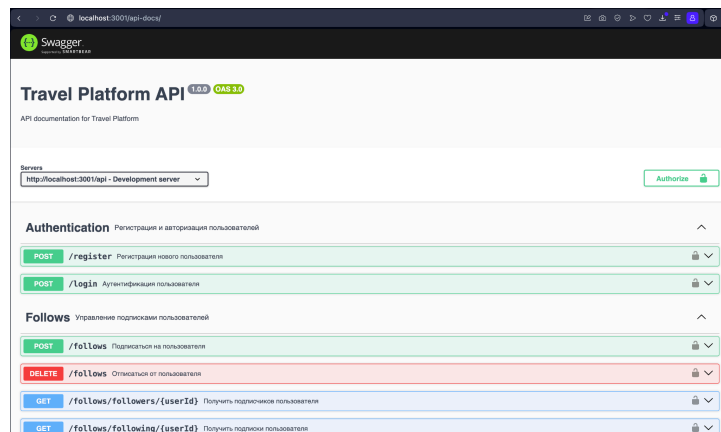 localhost:3001/api-docs/
Swagger
Supported by SMARTBEAR
Travel Platform API 1.0.0 OAS 3.0
API documentation for Travel Platform
Servers
http://localhost:3001/api - Development server
Authorize
Authentication Регистрация и авторизация пользователей
POST /register Регистрация нового пользователя
POST /login Аутентификация пользователя
Follows Управление подписками пользователей
POST /follows Подписаться на пользователя
DELETE /follows Отписаться от пользователя
GET /follows/followers/{userId} Получить подписчиков пользователя
GET /follows/following/{userId} Получить подписки пользователя